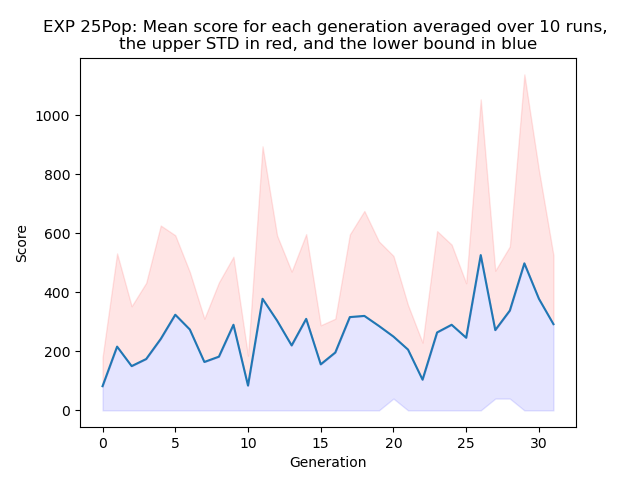 EXP 25Pop: Mean score for each generation averaged over 10 runs,
the upper STD in red, and the lower bound in blue
1000
800
600
400
200
0
Score
0 5 10 15 20 25 30
Generation